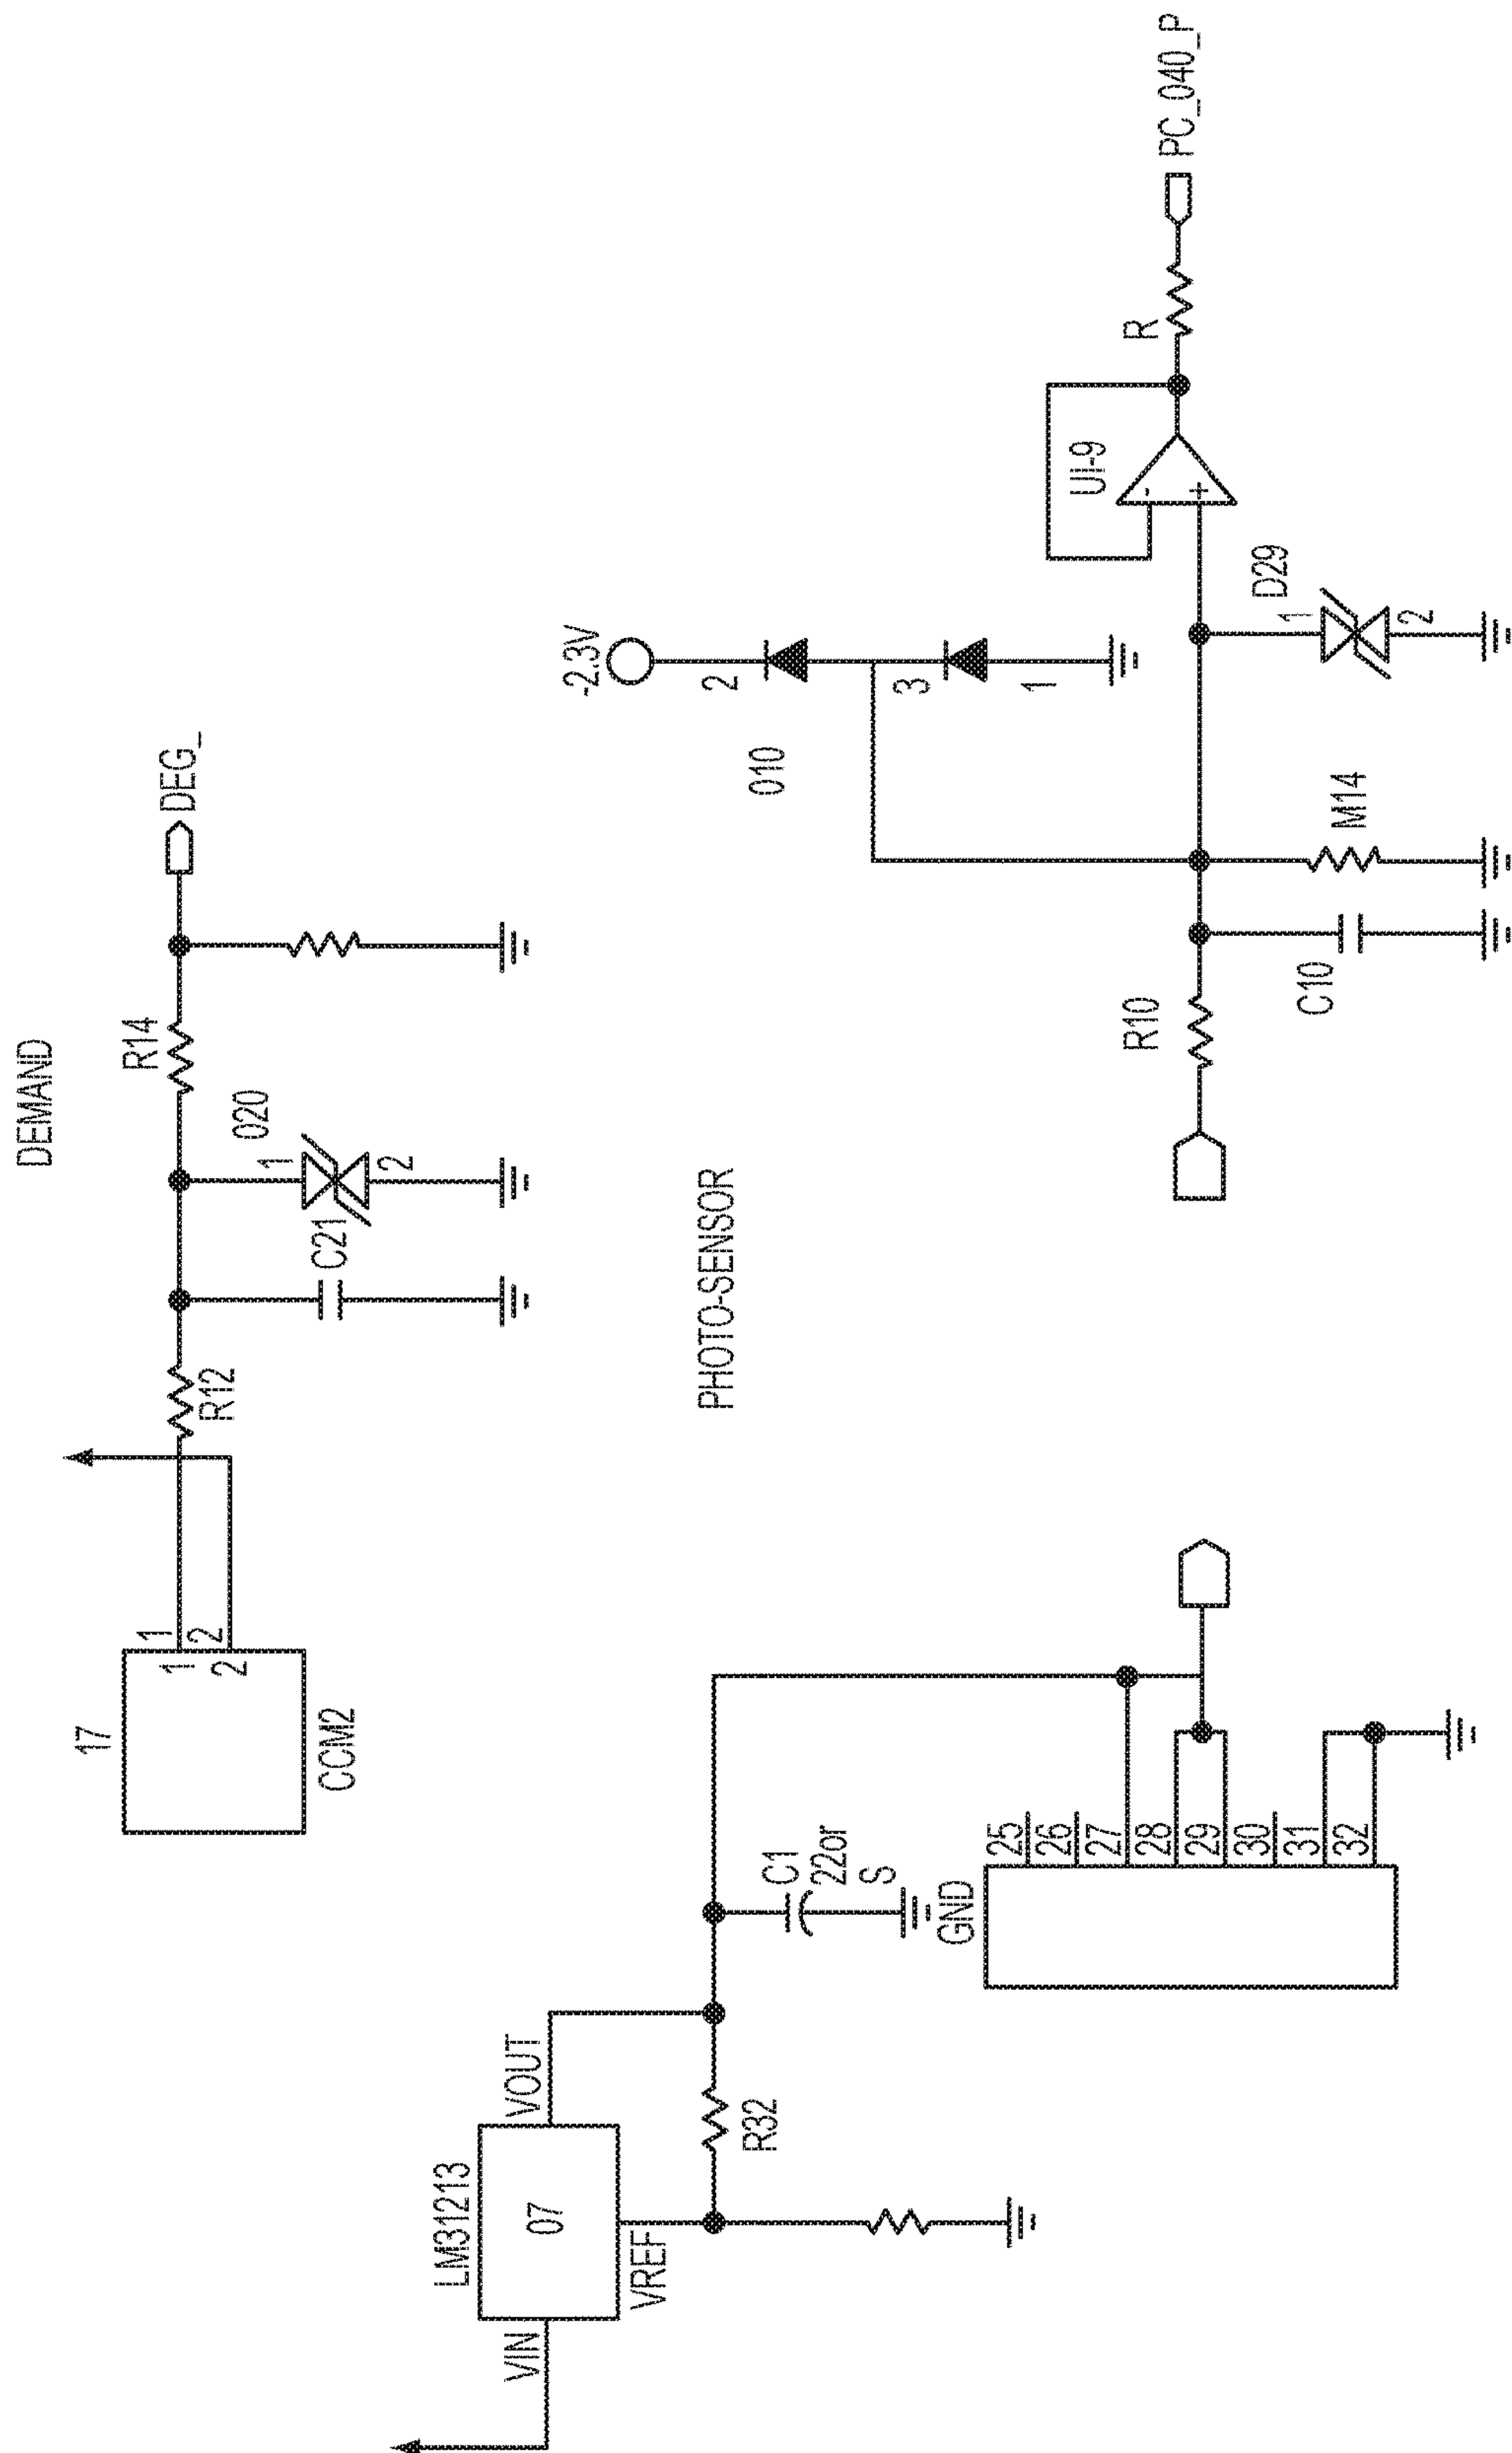 DEMAND
17
CCM2
1
1
2
2
R12
C21
1
020
2
R14
DEG_
PHOTO-SENSOR
LM31213
07
VIN
VOUT
VREF
R32
C1
22or
S
GND
25
26
27
28
29
30
31
32
R10
C10
M14
010
-2.3V
2
3
1
UI-9
-
+
D29
1
2
R
PC_040_P